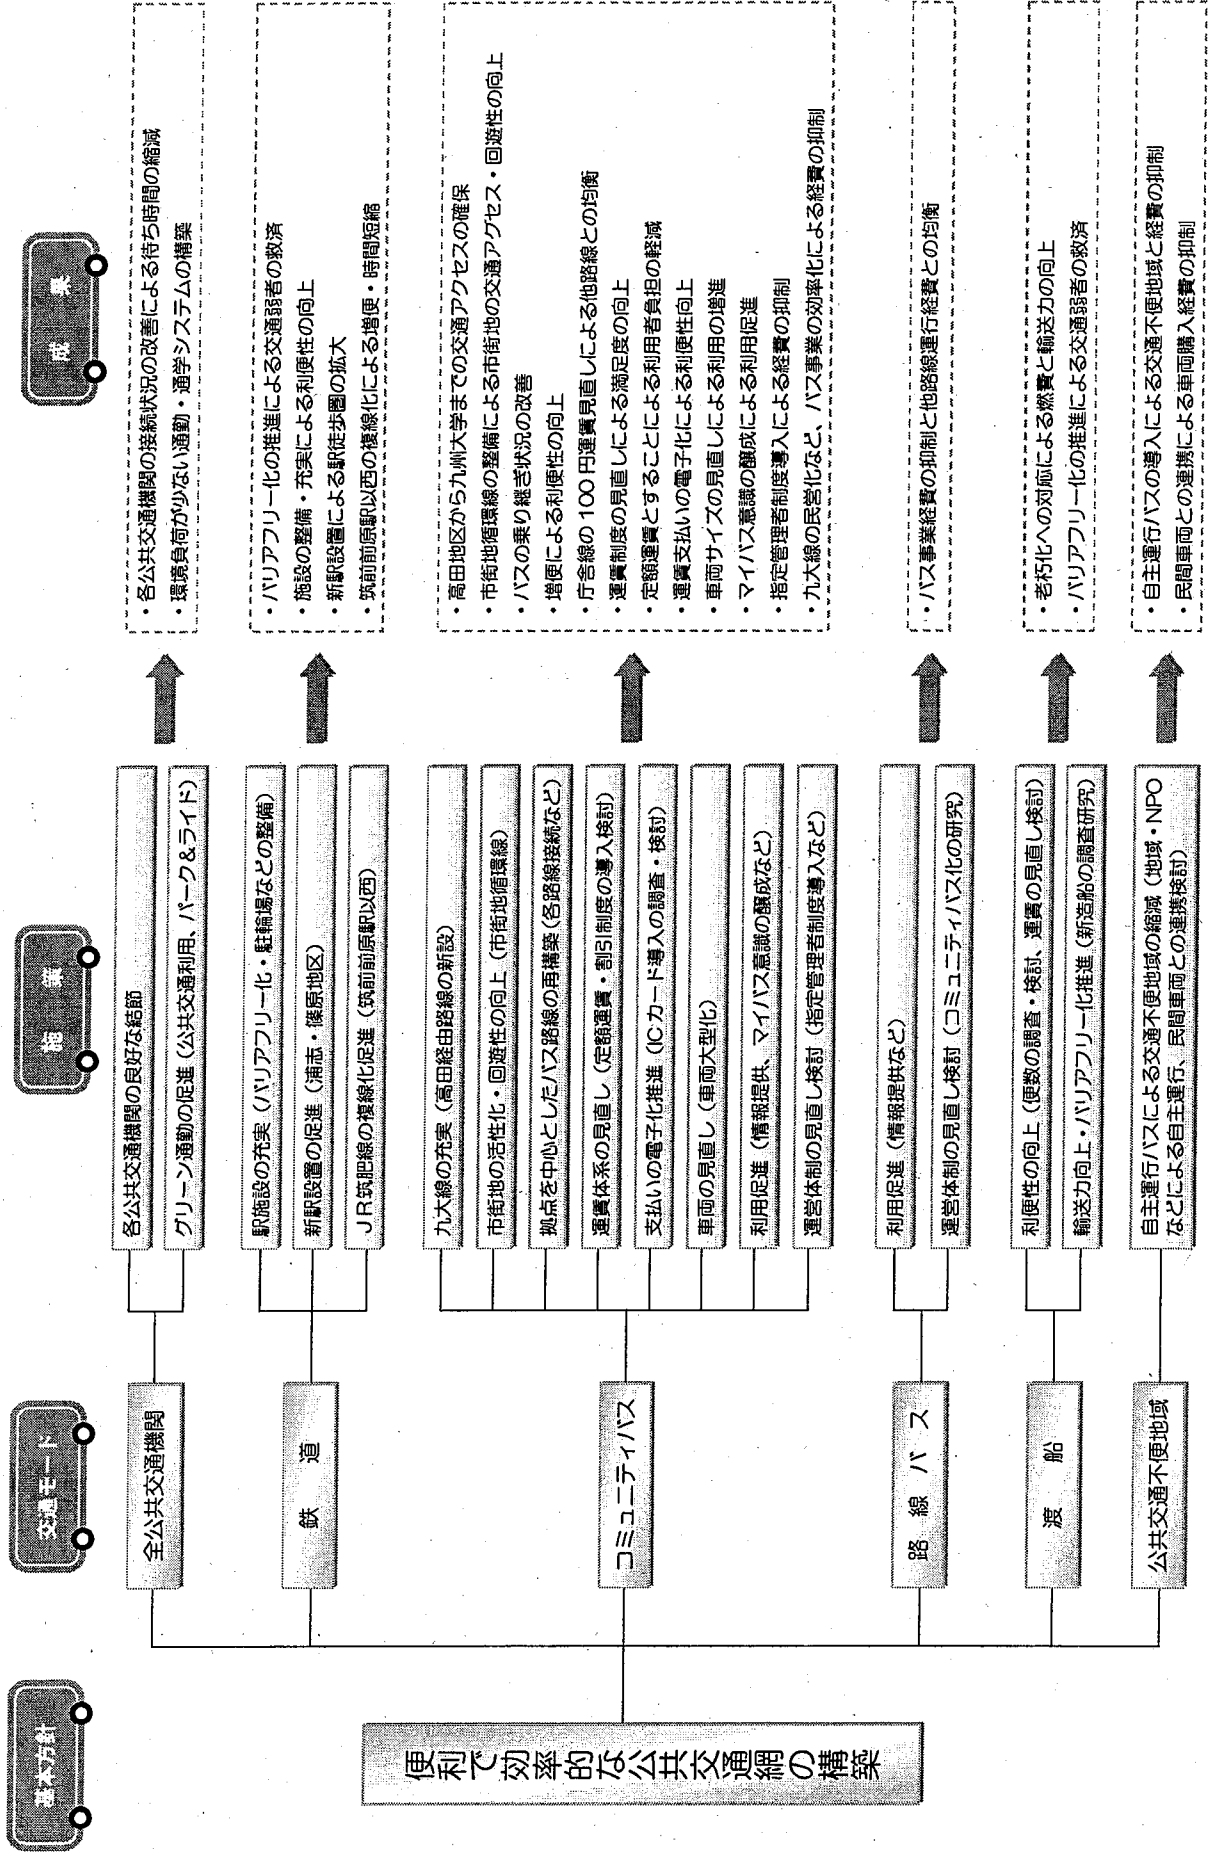 基本方針
交通モード
施策
成果
便利で効率的な公共交通網の構築
全公共交通機関
各公共交通機関の良好な結節
グリーン通勤の促進（公共交通利用、パーク＆ライド）
・各公共交通機関の接続状況の改善による待ち時間の縮減
・環境負荷が少ない通勤・通学システムの構築
鉄道
駅施設の充実（バリアフリー化・駐輪場などの整備）
新駅設置の促進（浦志・篠原地区）
ＪＲ筑肥線の複線化促進（筑前前原駅以西）
・バリアフリー化の推進による交通弱者の救済
・施設の整備・充実による利便性の向上
・新駅設置による駅徒歩圏の拡大
・筑前前原駅以西の複線化による増便・時間短縮
コミュニティバス
九大線の充実（高田経由路線の新設）
市街地の活性化・回遊性の向上（市街地循環線）
拠点を中心としたバス路線の再構築（各路線接続など）
運賃体系の見直し（定額運賃・割引制度の導入検討）
支払いの電子化推進（ICカード導入の調査・検討）
車両の見直し（車両大型化）
利用促進（情報提供、マイバス意識の醸成など）
運営体制の見直し検討（指定管理者制度導入など）
・高田地区から九州大学までの交通アクセスの確保
・市街地循環線の整備による市街地の交通アクセス・回遊性の向上
・バスの乗り継ぎ状況の改善
・増便による利便性の向上
・庁舎線の100円運賃見直しによる他路線との均衡
・運賃制度の見直しによる満足度の向上
・定額運賃とすることによる利用者負担の軽減
・運賃支払いの電子化による利便性向上
・車両サイズの見直しによる利用の増進
・マイバス意識の醸成による利用促進
・指定管理者制度導入による経費の抑制
・九大線の民営化など、バス事業の効率化による経費の抑制
路線バス
利用促進（情報提供など）
運営体制の見直し検討（コミュニティバス化の研究）
・バス事業経費の抑制と他路線運行経費との均衡
渡船
利便性の向上（便数の調査・検討、運賃の見直し検討）
輸送力向上・バリアフリー化推進（新造船の調査研究）
・老朽化への対応による燃費と輸送力の向上
・バリアフリー化の推進による交通弱者の救済
公共交通不便地域
自主運行バスによる交通不便地域の縮減（地域・NPO
などによる自主運行、民間車両との連携検討）
・自主運行バスの導入による交通不便地域と経費の抑制
・民間車両との連携による車両購入経費の抑制